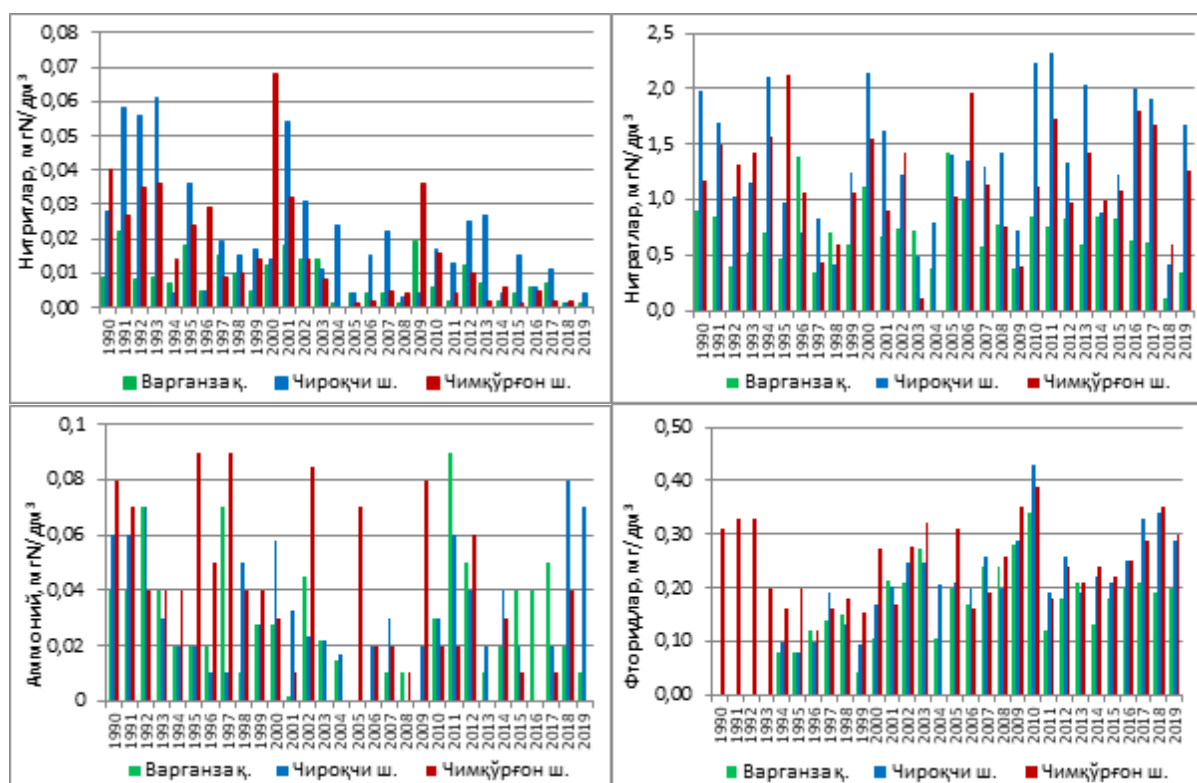 Нитритлар, мгN/дм³
0,08
0,07
0,06
0,05
0,04
0,03
0,02
0,01
0,00
1990 1991 1992 1993 1994 1995 1996 1997 1998 1999 2000 2001 2002 2003 2004 2005 2006 2007 2008 2009 2010 2011 2012 2013 2014 2015 2016 2017 2018 2019
Варганза қ. Чироқчи ш. Чимқўрғон ш.
Нитратлар, мгN/дм³
2,5
2,0
1,5
1,0
0,5
0,0
1990 1991 1992 1993 1994 1995 1996 1997 1998 1999 2000 2001 2002 2003 2004 2005 2006 2007 2008 2009 2010 2011 2012 2013 2014 2015 2016 2017 2018 2019
Варганза қ. Чироқчи ш. Чимқўрғон ш.
Аммоний, мгN/дм³
0,1
0,08
0,06
0,04
0,02
0
1990 1991 1992 1993 1994 1995 1996 1997 1998 1999 2000 2001 2002 2003 2004 2005 2006 2007 2008 2009 2010 2011 2012 2013 2014 2015 2016 2017 2018 2019
Варганза қ. Чироқчи ш. Чимқўрғон ш.
Фторидлар, мг/дм³
0,50
0,40
0,30
0,20
0,10
0,00
1990 1991 1992 1993 1994 1995 1996 1997 1998 1999 2000 2001 2002 2003 2004 2005 2006 2007 2008 2009 2010 2011 2012 2013 2014 2015 2016 2017 2018 2019
Варганза қ. Чироқчи ш. Чимқўрғон ш.